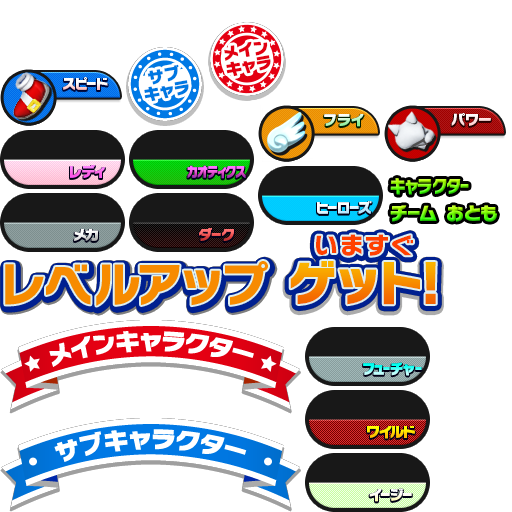 メイン
キャラ
サブ
キャラ
スピード
フライ
パワー
レディ
カオティクス
メカ
ダーク
ヒーローズ
キャラクター
チーム おとも
レベルアップ
いますぐ
ゲット!
メインキャラクター
サブキャラクター
フューチャー
ワイルド
イージー